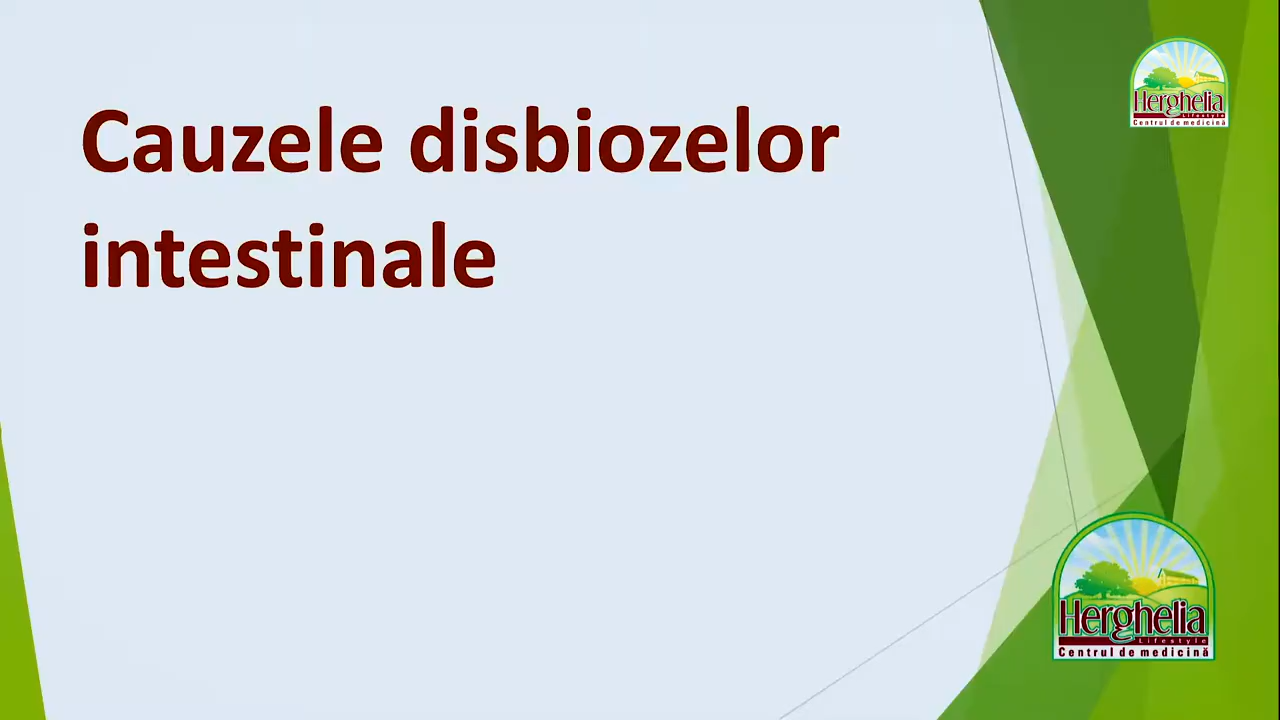 Cauzele disbiozelor
intestinale
Herghelia
Lifestyle
Centrul de medicină
Herghelia
Lifestyle
Centrul de medicină